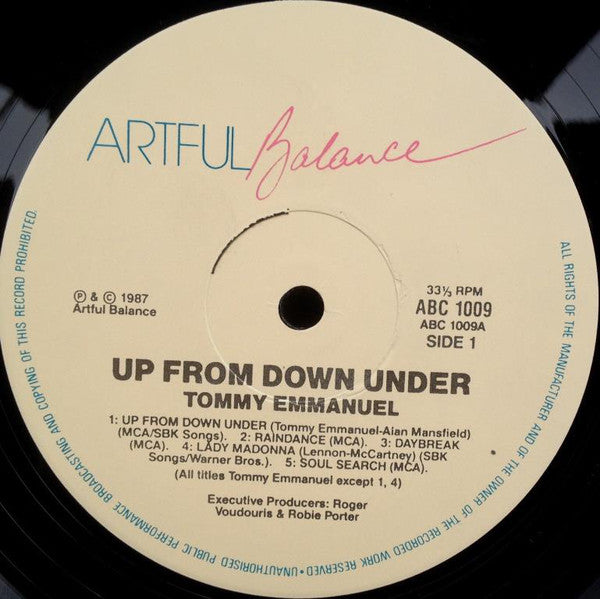 ARTFUL Balance
℗ & © 1987
Artful Balance
33⅓ RPM
ABC 1009
ABC 1009A
SIDE 1
UP FROM DOWN UNDER
TOMMY EMMANUEL
1: UP FROM DOWN UNDER (Tommy Emmanuel-Alan Mansfield)
(MCA/SBK Songs). 2: RAINDANCE (MCA). 3: DAYBREAK
(MCA). 4: LADY MADONNA (Lennon-McCartney) (SBK
Songs/Warner Bros.). 5: SOUL SEARCH (MCA).
(All titles Tommy Emmanuel except 1, 4)
Executive Producers: Roger
Voudouris & Robie Porter
ALL RIGHTS OF THE MANUFACTURER AND OF THE OWNER OF THE RECORDED WORK RESERVED • UNAUTHORISED PUBLIC PERFORMANCE BROADCASTING AND COPYING OF THIS RECORD PROHIBITED.